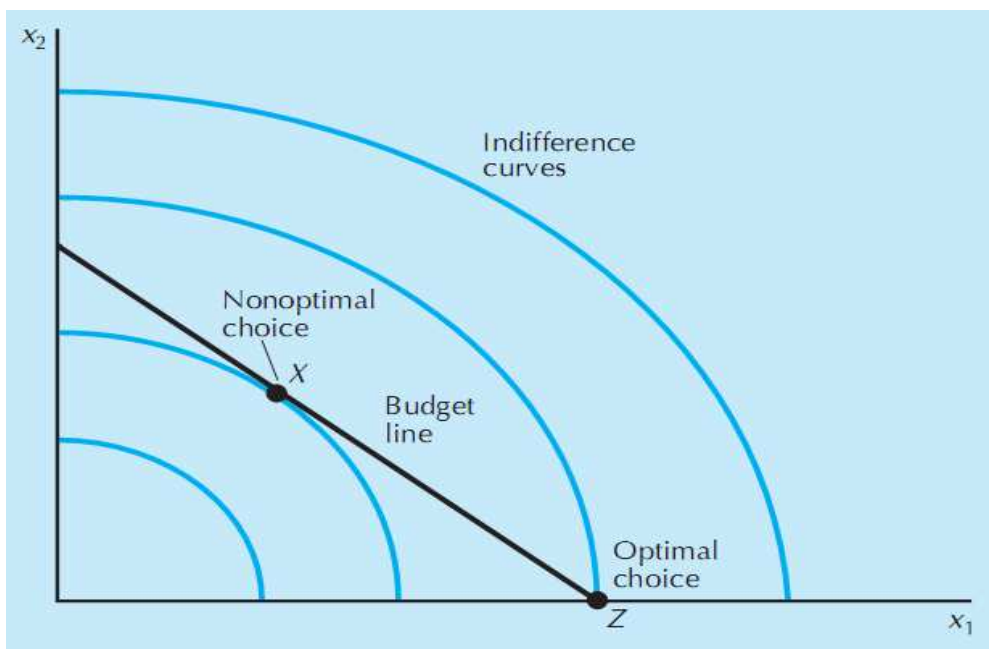 x₂
Indifference
curves
Nonoptimal
choice
X
Budget
line
Optimal
choice
Z
x₁